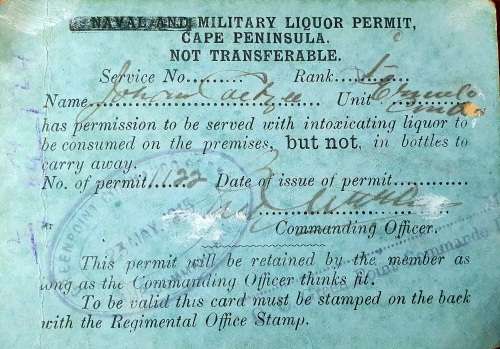 NAVAL AND MILITARY LIQUOR PERMIT,
CAPE PENINSULA.
NOT TRANSFERABLE.
Service No.......... Rank
Name Unit
has permission to be served with intoxicating liquor to
be consumed on the premises, but not, in bottles to
carry away.
No. of permit 1122 Date of issue of permit
Commanding Officer.
This permit will be retained by the member as
long as the Commanding Officer thinks fit.
To be valid this card must be stamped on the back
with the Regimental Office Stamp.